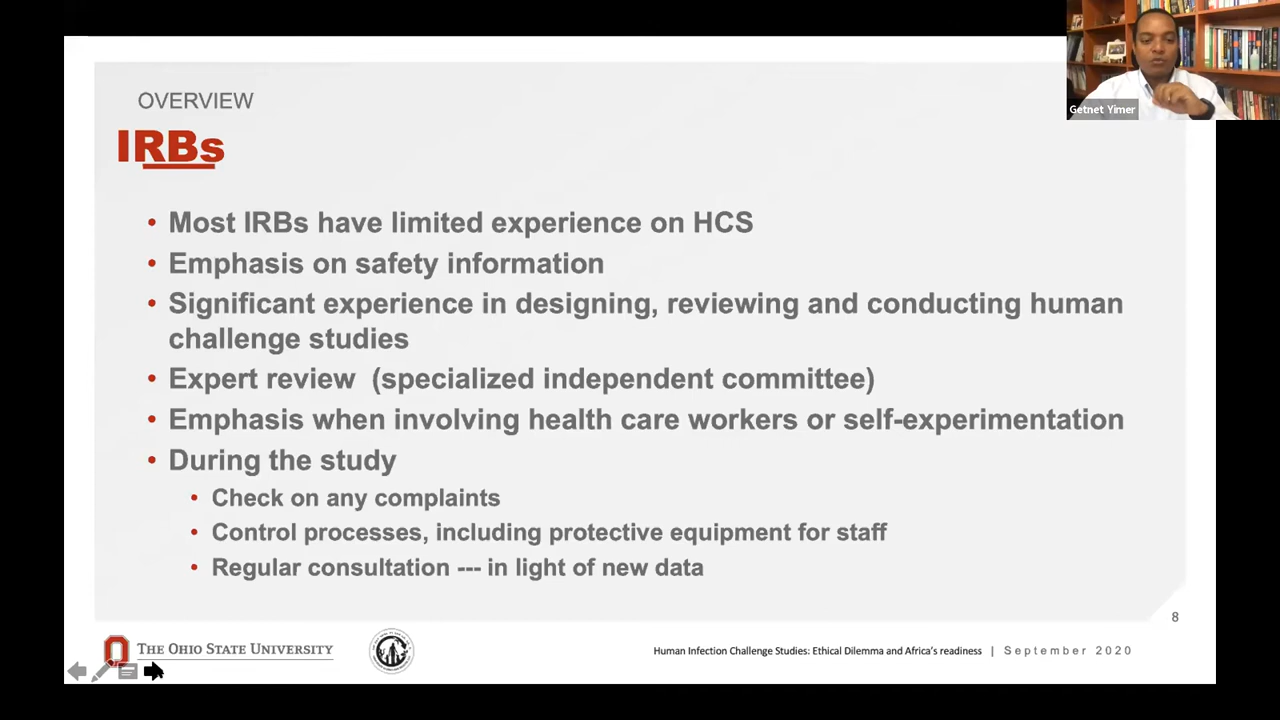 Getnet Yimer
OVERVIEW
IRBs
• Most IRBs have limited experience on HCS
• Emphasis on safety information
• Significant experience in designing, reviewing and conducting human
challenge studies
• Expert review (specialized independent committee)
• Emphasis when involving health care workers or self-experimentation
• During the study
• Check on any complaints
• Control processes, including protective equipment for staff
• Regular consultation --- in light of new data
8
THE OHIO STATE UNIVERSITY
Human Infection Challenge Studies: Ethical Dilemma and Africa's readiness | September 2020